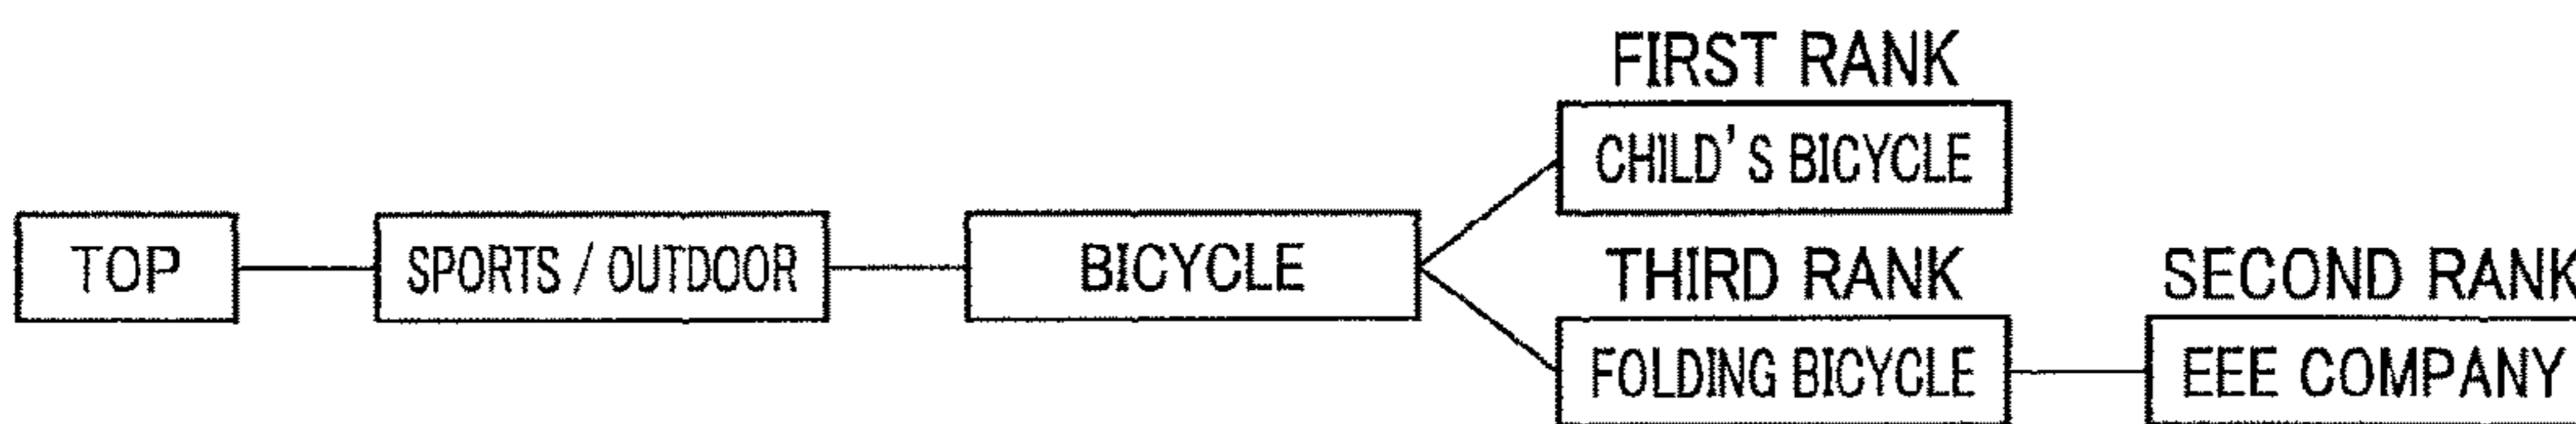 FIRST RANK
CHILD'S BICYCLE
TOP
SPORTS / OUTDOOR
BICYCLE
THIRD RANK
SECOND RANK
FOLDING BICYCLE
EEE COMPANY